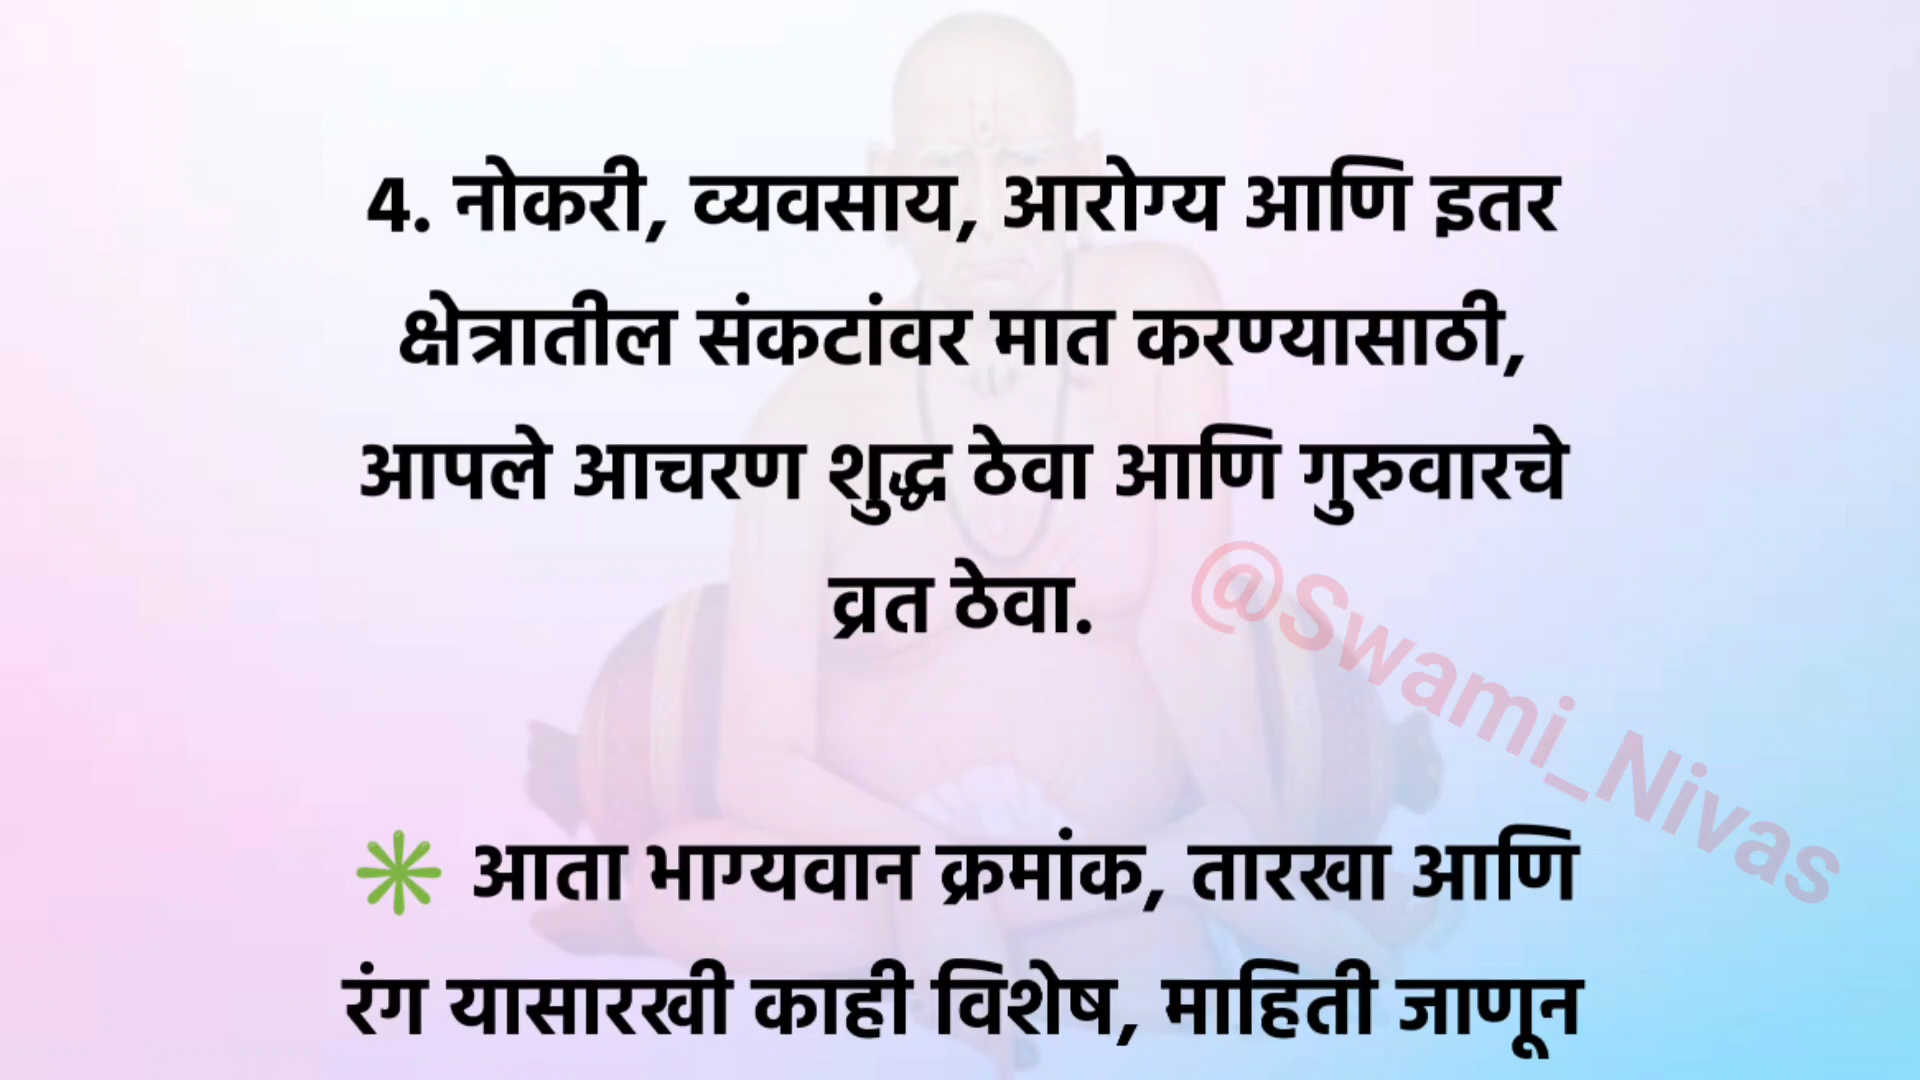 4. नोकरी, व्यवसाय, आरोग्य आणि इतर
क्षेत्रातील संकटांवर मात करण्यासाठी,
आपले आचरण शुद्ध ठेवा आणि गुरुवारचे
व्रत ठेवा.
@Swami_Nivas
✳️ आता भाग्यवान क्रमांक, तारखा आणि
रंग यासारखी काही विशेष, माहिती जाणून